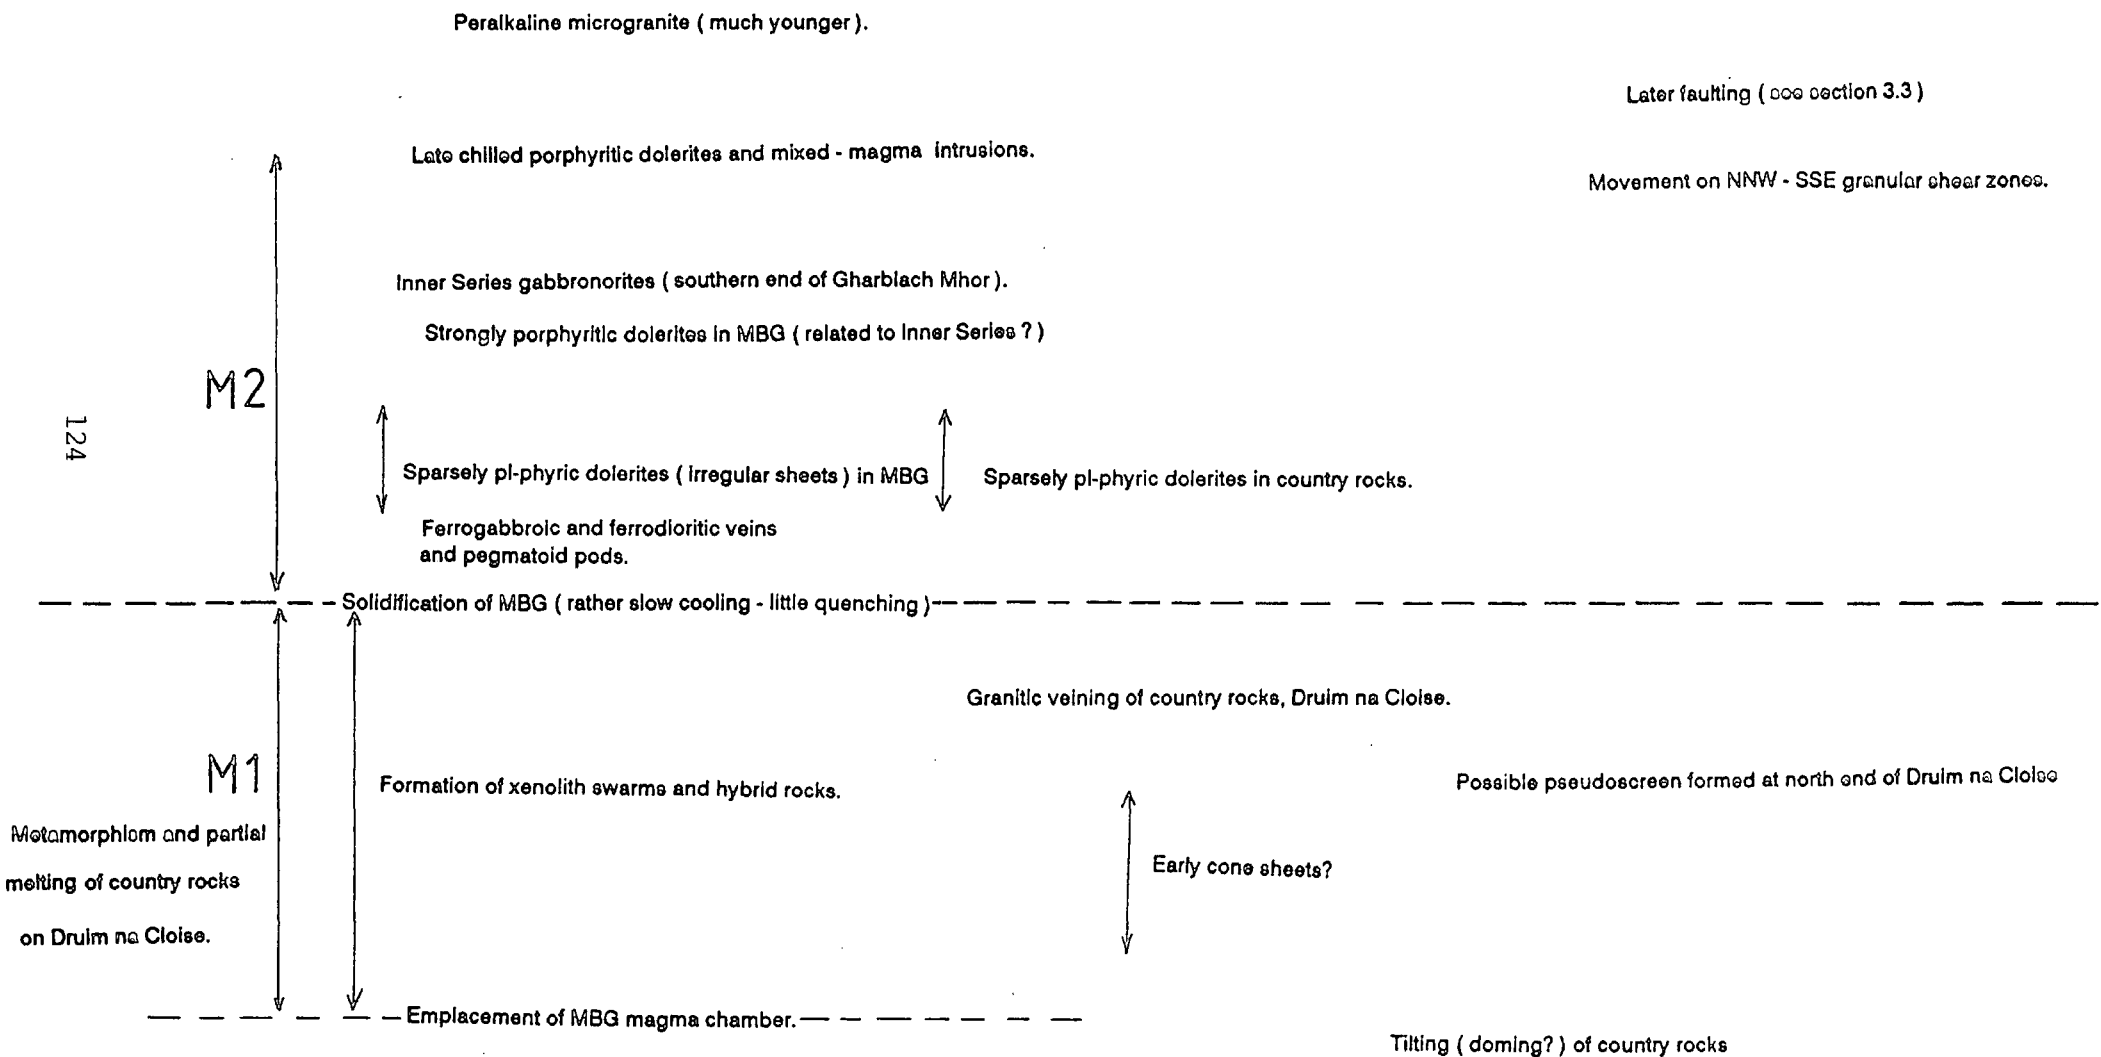 Peralkaline microgranite ( much younger ).
Later faulting ( see section 3.3 )
Late chilled porphyritic dolerites and mixed - magma intrusions.
Movement on NNW - SSE granular shear zones.
Inner Series gabbronorites ( southern end of Gharblach Mhor ).
Strongly porphyritic dolerites in MBG ( related to Inner Series ? )
M2
124
Sparsely pl-phyric dolerites ( irregular sheets ) in MBG
Sparsely pl-phyric dolerites in country rocks.
Ferrogabbroic and ferrodioritic veins
and pegmatoid pods.
Solidification of MBG ( rather slow cooling - little quenching )
Granitic veining of country rocks, Druim na Cloise.
M1
Formation of xenolith swarms and hybrid rocks.
Possible pseudoscreen formed at north end of Druim na Cloise
Metamorphism and partial
melting of country rocks
on Druim na Cloise.
Early cone sheets?
Emplacement of MBG magma chamber.
Tilting ( doming? ) of country rocks